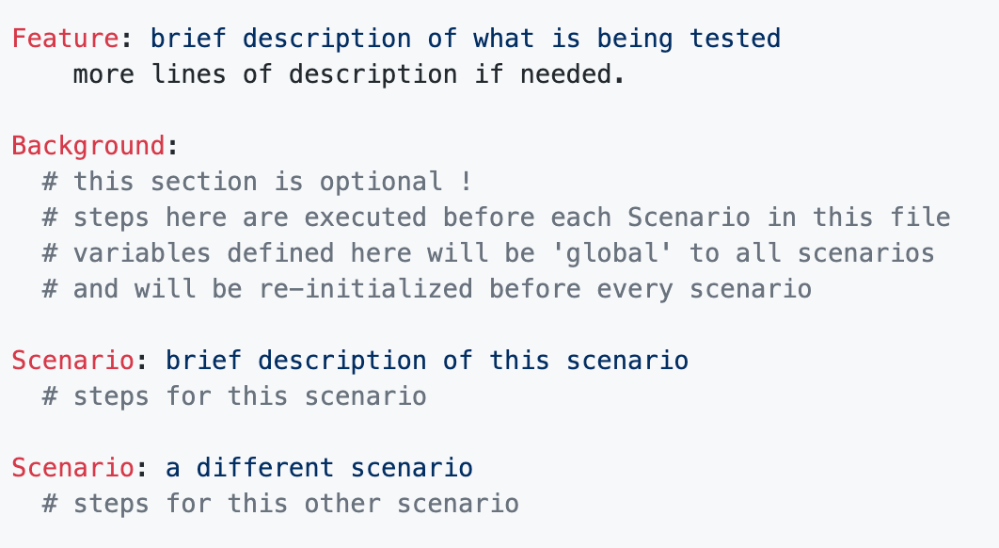 Feature: brief description of what is being tested
more lines of description if needed.
Background:
# this section is optional !
# steps here are executed before each Scenario in this file
# variables defined here will be 'global' to all scenarios
# and will be re-initialized before every scenario
Scenario: brief description of this scenario
# steps for this scenario
Scenario: a different scenario
# steps for this other scenario